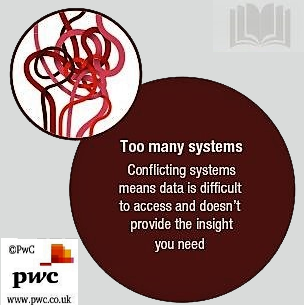 Too many systems
Conflicting systems
means data is difficult
to access and doesn't
provide the insight
you need
©PwC
pwc
www.pwc.co.uk